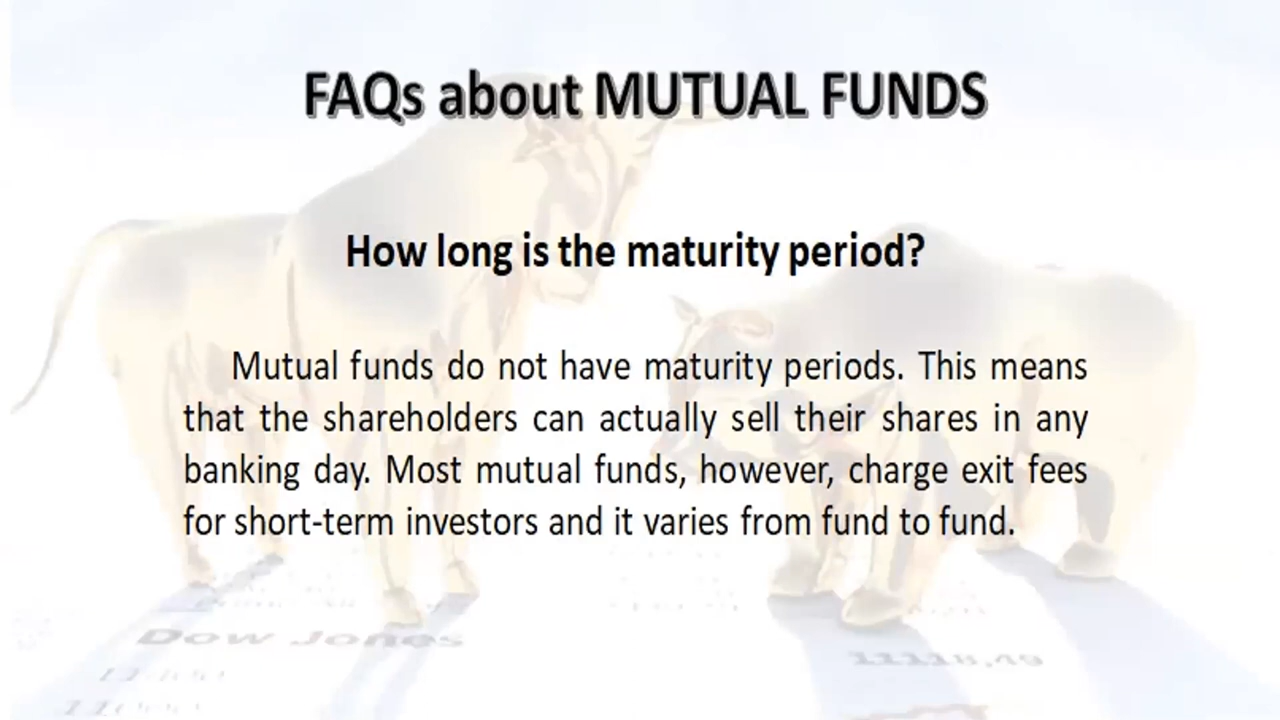 FAQs about MUTUAL FUNDS
How long is the maturity period?
Mutual funds do not have maturity periods. This means
that the shareholders can actually sell their shares in any
banking day. Most mutual funds, however, charge exit fees
for short-term investors and it varies from fund to fund.
Dow Jones
11118,49